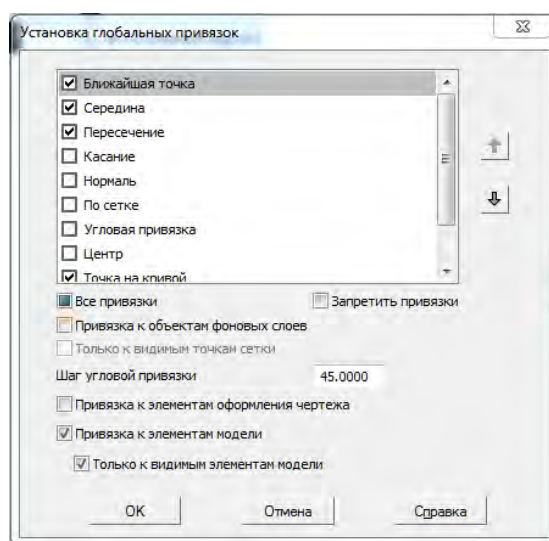 Установка глобальных привязок
Ближайшая точка
Середина
Пересечение
Касание
Нормаль
По сетке
Угловая привязка
Центр
Точка на кривой
Все привязки Запретить привязки
Привязка к объектам фоновых слоев
Только к видимым точкам сетки
Шаг угловой привязки 45.0000
Привязка к элементам оформления чертежа
Привязка к элементам модели
Только к видимым элементам модели
OK Отмена Справка